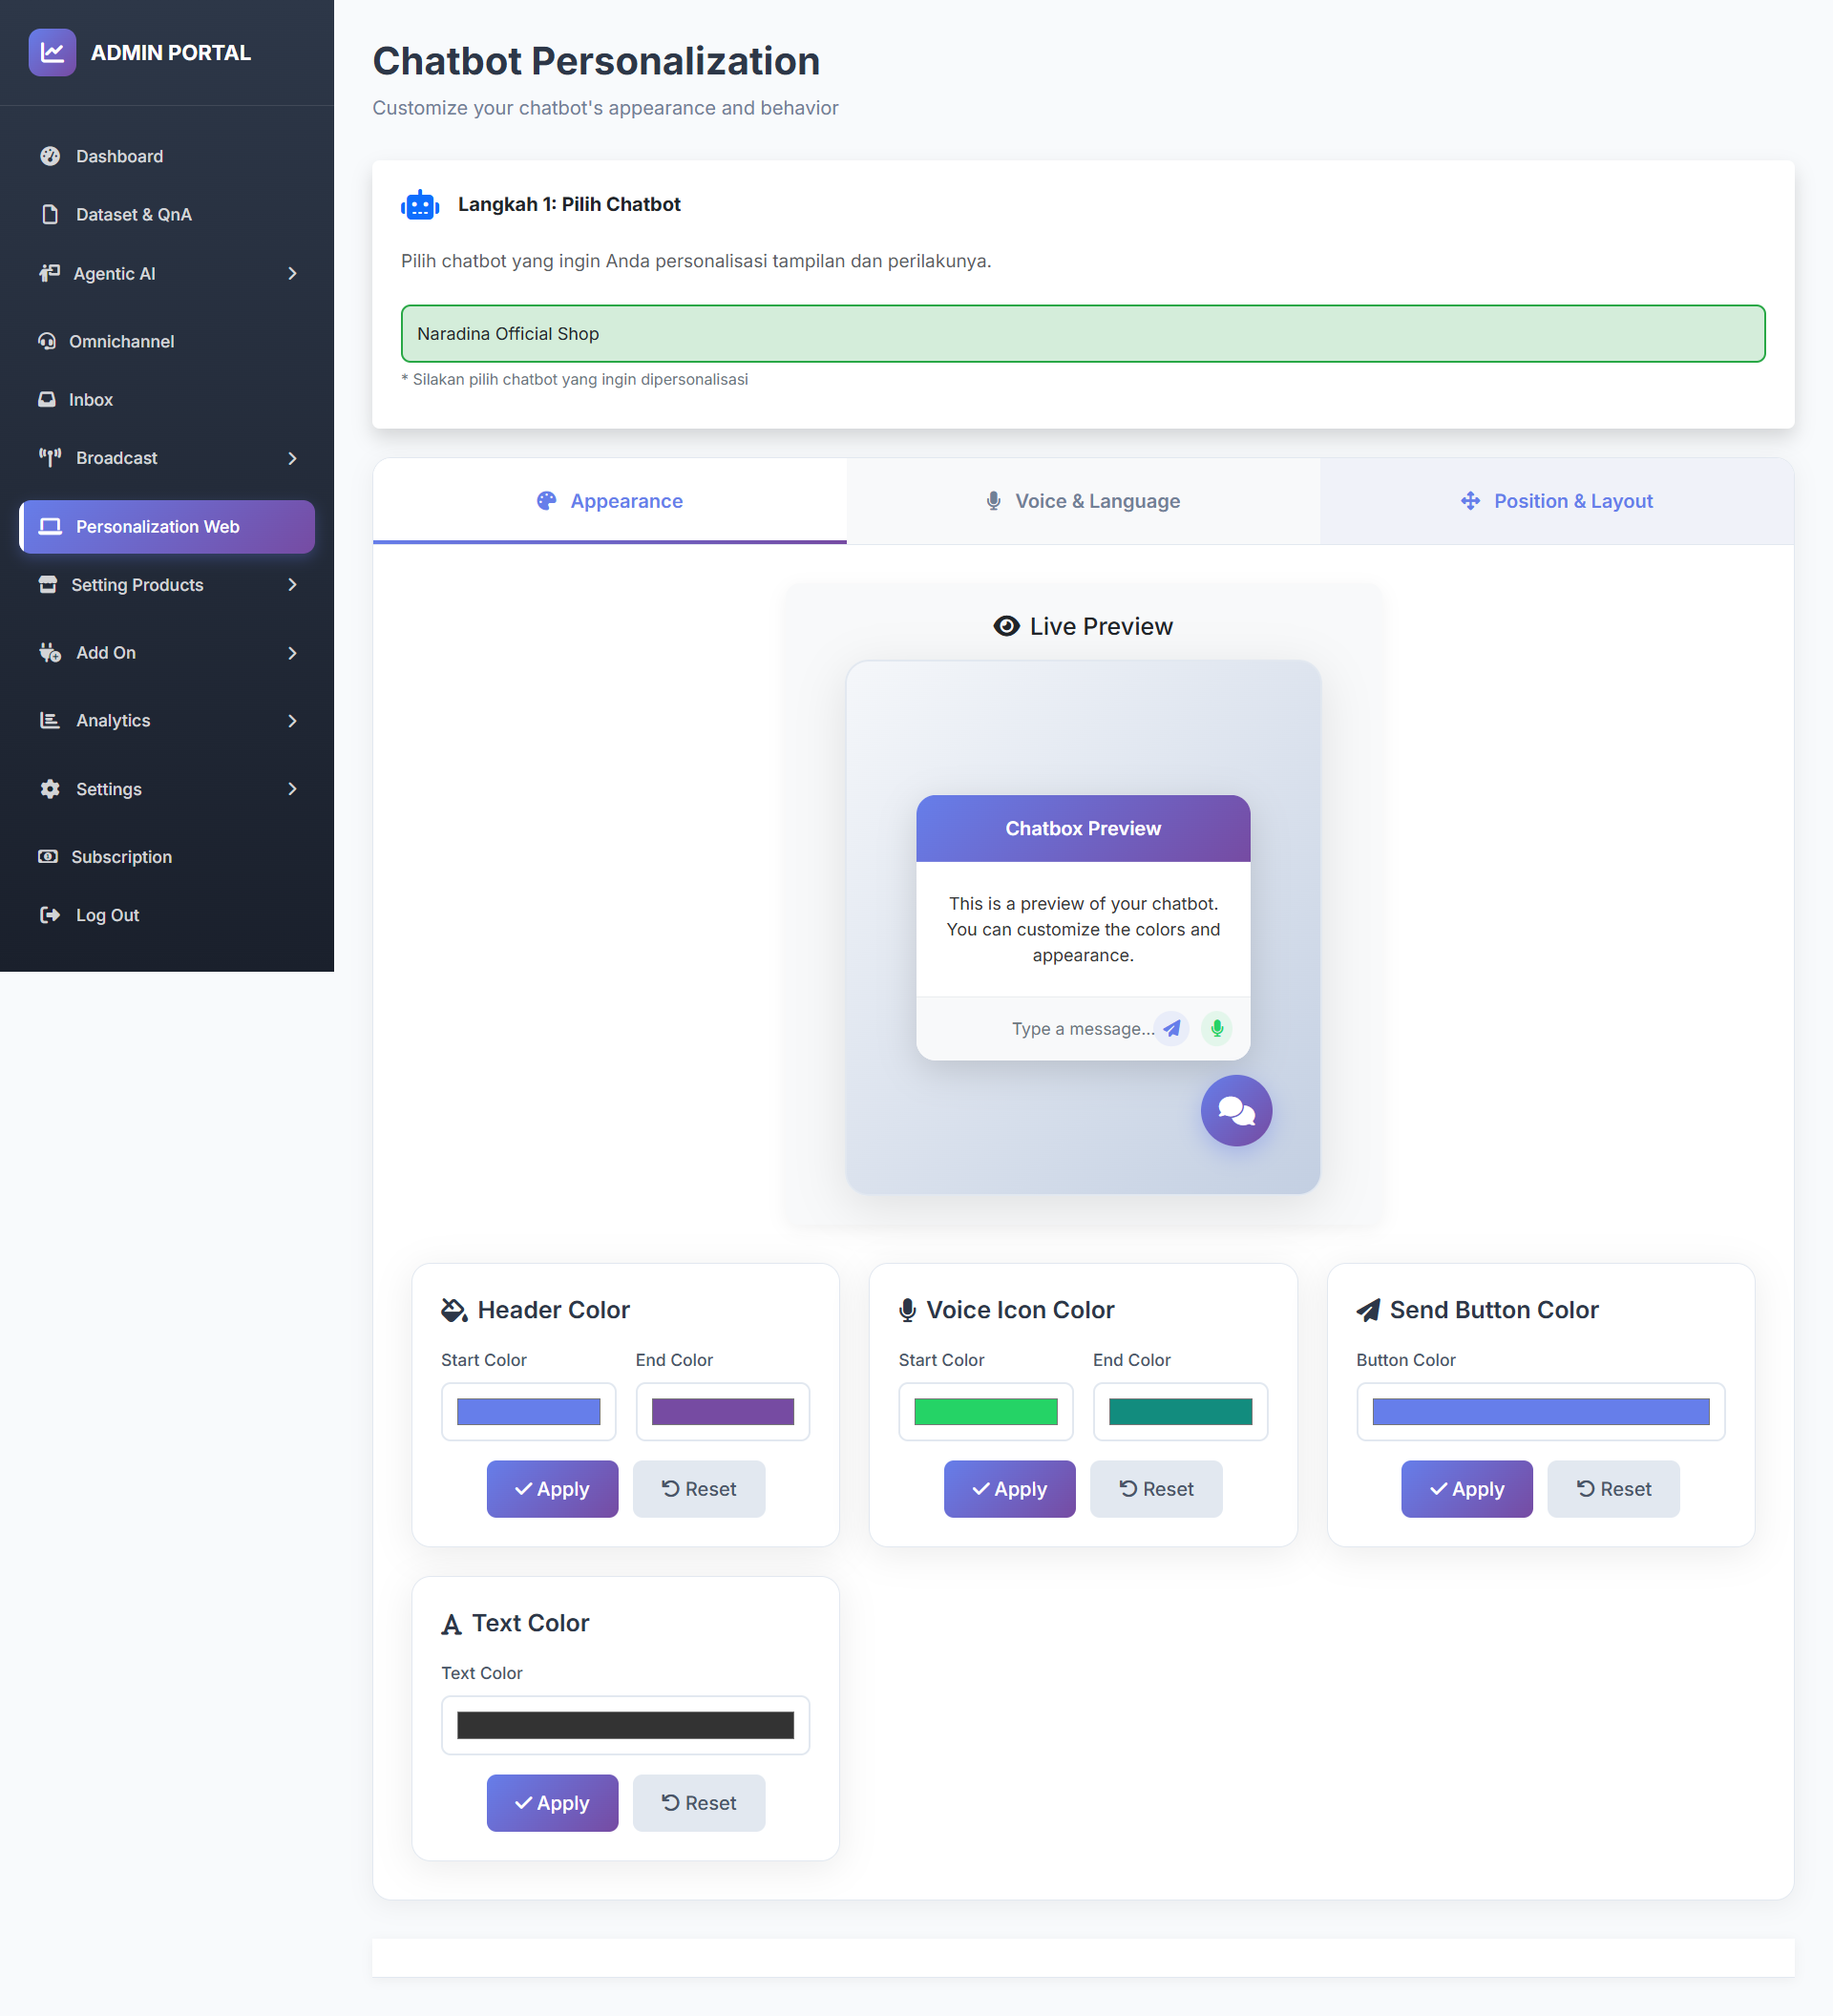 ADMIN PORTAL
Dashboard
Dataset & QnA
Agentic AI
Omnichannel
Inbox
Broadcast
Personalization Web
Setting Products
Add On
Analytics
Settings
Subscription
Log Out
Chatbot Personalization
Customize your chatbot's appearance and behavior
Langkah 1: Pilih Chatbot
Pilih chatbot yang ingin Anda personalisasi tampilan dan perilakunya.
Naradina Official Shop
* Silakan pilih chatbot yang ingin dipersonalisasi
Appearance
Voice & Language
Position & Layout
Live Preview
Chatbox Preview
This is a preview of your chatbot.
You can customize the colors and
appearance.
Type a message...
Header Color
Start Color
End Color
Apply
Reset
Voice Icon Color
Start Color
End Color
Apply
Reset
Send Button Color
Button Color
Apply
Reset
Text Color
Text Color
Apply
Reset